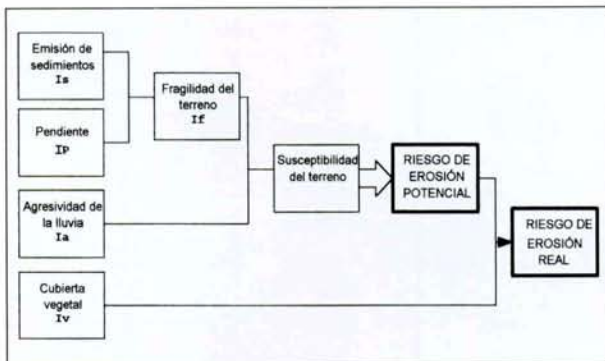 Emisión de
sedimentos
Is
Pendiente
Ip
Agresividad de
la lluvia
Ia
Cubierta
vegetal
Iv
Fragilidad del
terreno
If
Susceptibilidad
del terreno
RIESGO DE
EROSIÓN
POTENCIAL
RIESGO DE
EROSIÓN
REAL